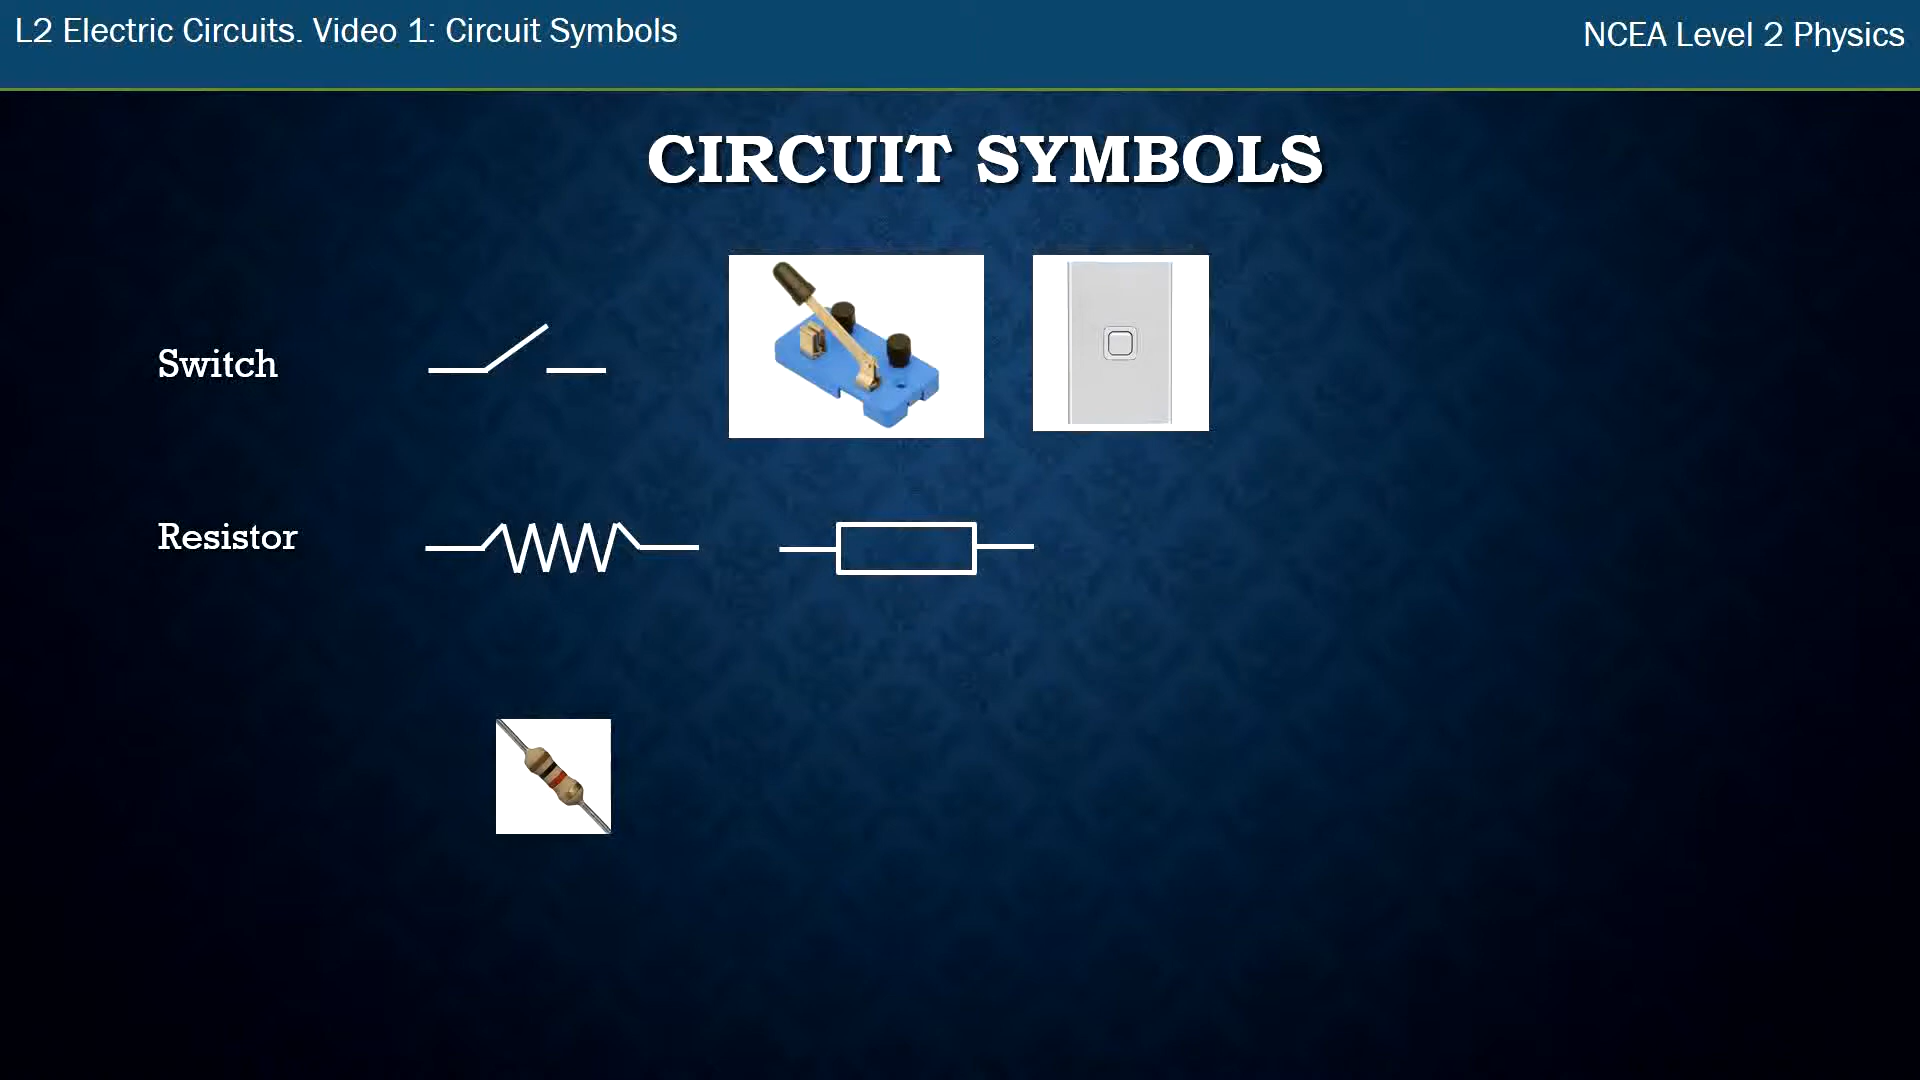 L2 Electric Circuits. Video 1: Circuit Symbols
NCEA Level 2 Physics
CIRCUIT SYMBOLS
Switch
Resistor